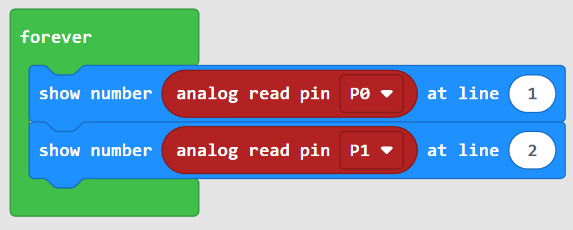 forever
show number analog read pin P0 at line 1
show number analog read pin P1 at line 2